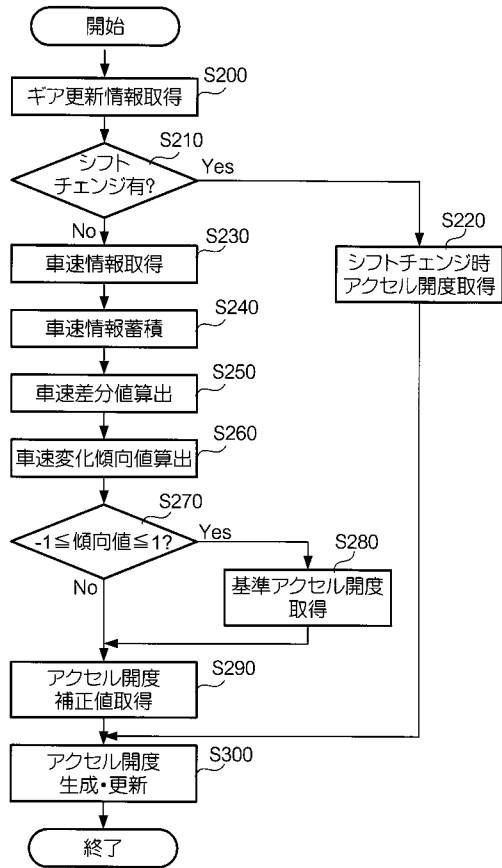 開始
S200
ギア更新情報取得
S210
シフト
チェンジ有?
Yes
No
S220
シフトチェンジ時
アクセル開度取得
S230
車速情報取得
S240
車速情報蓄積
S250
車速差分値算出
S260
車速変化傾向値算出
S270
-1≦傾向値≦1?
Yes
No
S280
基準アクセル開度
取得
S290
アクセル開度
補正値取得
S300
アクセル開度
生成・更新
終了